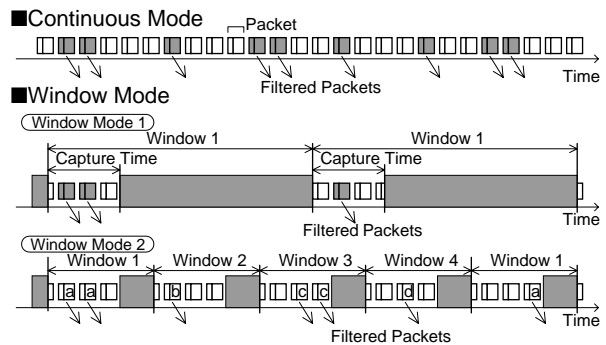 ■Continuous Mode
Packet
Filtered Packets
Time
■Window Mode
Window Mode 1
Window 1 Window 1
Capture Time Capture Time
Filtered Packets
Time
Window Mode 2
Window 1 Window 2 Window 3 Window 4 Window 1
a a b c c d a
Filtered Packets
Time